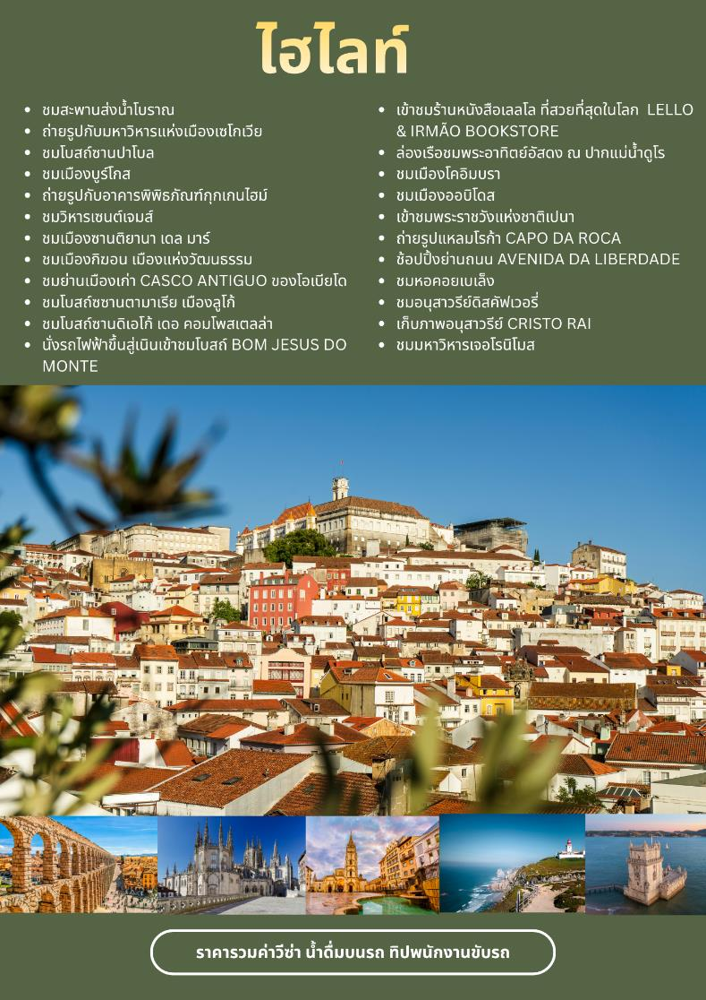 ไฮไลท์
• ชมสะพานส่งน้ำโบราณ
• ถ่ายรูปกับมหาวิหารแห่งเมืองเซโกเวีย
• ชมโบสถ์ซานปาโบล
• ชมเมืองบูร์โกส
• ถ่ายรูปกับอาคารพิพิธภัณฑ์กุกเกนไฮม์
• ชมวิหารเซนต์เจมส์
• ชมเมืองซานติยานา เดล มาร์
• ชมเมืองกิฆอน เมืองแห่งวัฒนธรรม
• ชมย่านเมืองเก่า CASCO ANTIGUO ของโอเบียโด
• ชมโบสถ์ซซานตามาเรีย เมืองลูโก้
• ชมโบสถ์ซานดิเอโก้ เดอ คอมโพสเตลล่า
• นั่งรถไฟฟ้าขึ้นสู่เนินเข้าชมโบสถ์ BOM JESUS DO
MONTE
• เข้าชมร้านหนังสือเลลโล ที่สวยที่สุดในโลก LELLO
& IRMÃO BOOKSTORE
• ล่องเรือชมพระอาทิตย์อัสดง ณ ปากแม่น้ำดูโร
• ชมเมืองโคอิมบรา
• ชมเมืองออบิโดส
• เข้าชมพระราชวังแห่งชาติเปนา
• ถ่ายรูปแหลมโรก้า CAPO DA ROCA
• ช้อปปิ้งย่านถนน AVENIDA DA LIBERDADE
• ชมหอคอยเบเล็ง
• ชมอนุสาวรีย์ดิสคัฟเวอรี่
• เก็บภาพอนุสาวรีย์ CRISTO RAI
• ชมมหาวิหารเจอโรนิโมส
ราคารวมค่าวีซ่า น้ำดื่มบนรถ ทิปพนักงานขับรถ